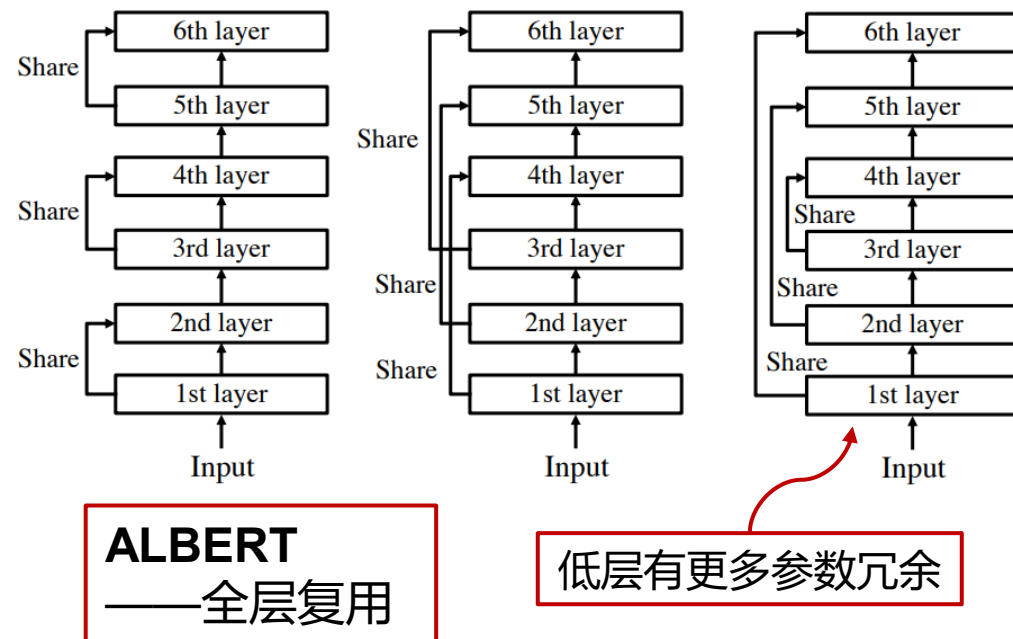 6th layer
Share
5th layer
4th layer
Share
3rd layer
2nd layer
Share
1st layer
Input
6th layer
5th layer
Share
4th layer
3rd layer
Share
2nd layer
Share
1st layer
Input
6th layer
5th layer
4th layer
Share
3rd layer
Share
2nd layer
Share
1st layer
Input
ALBERT
——全层复用
低层有更多参数冗余